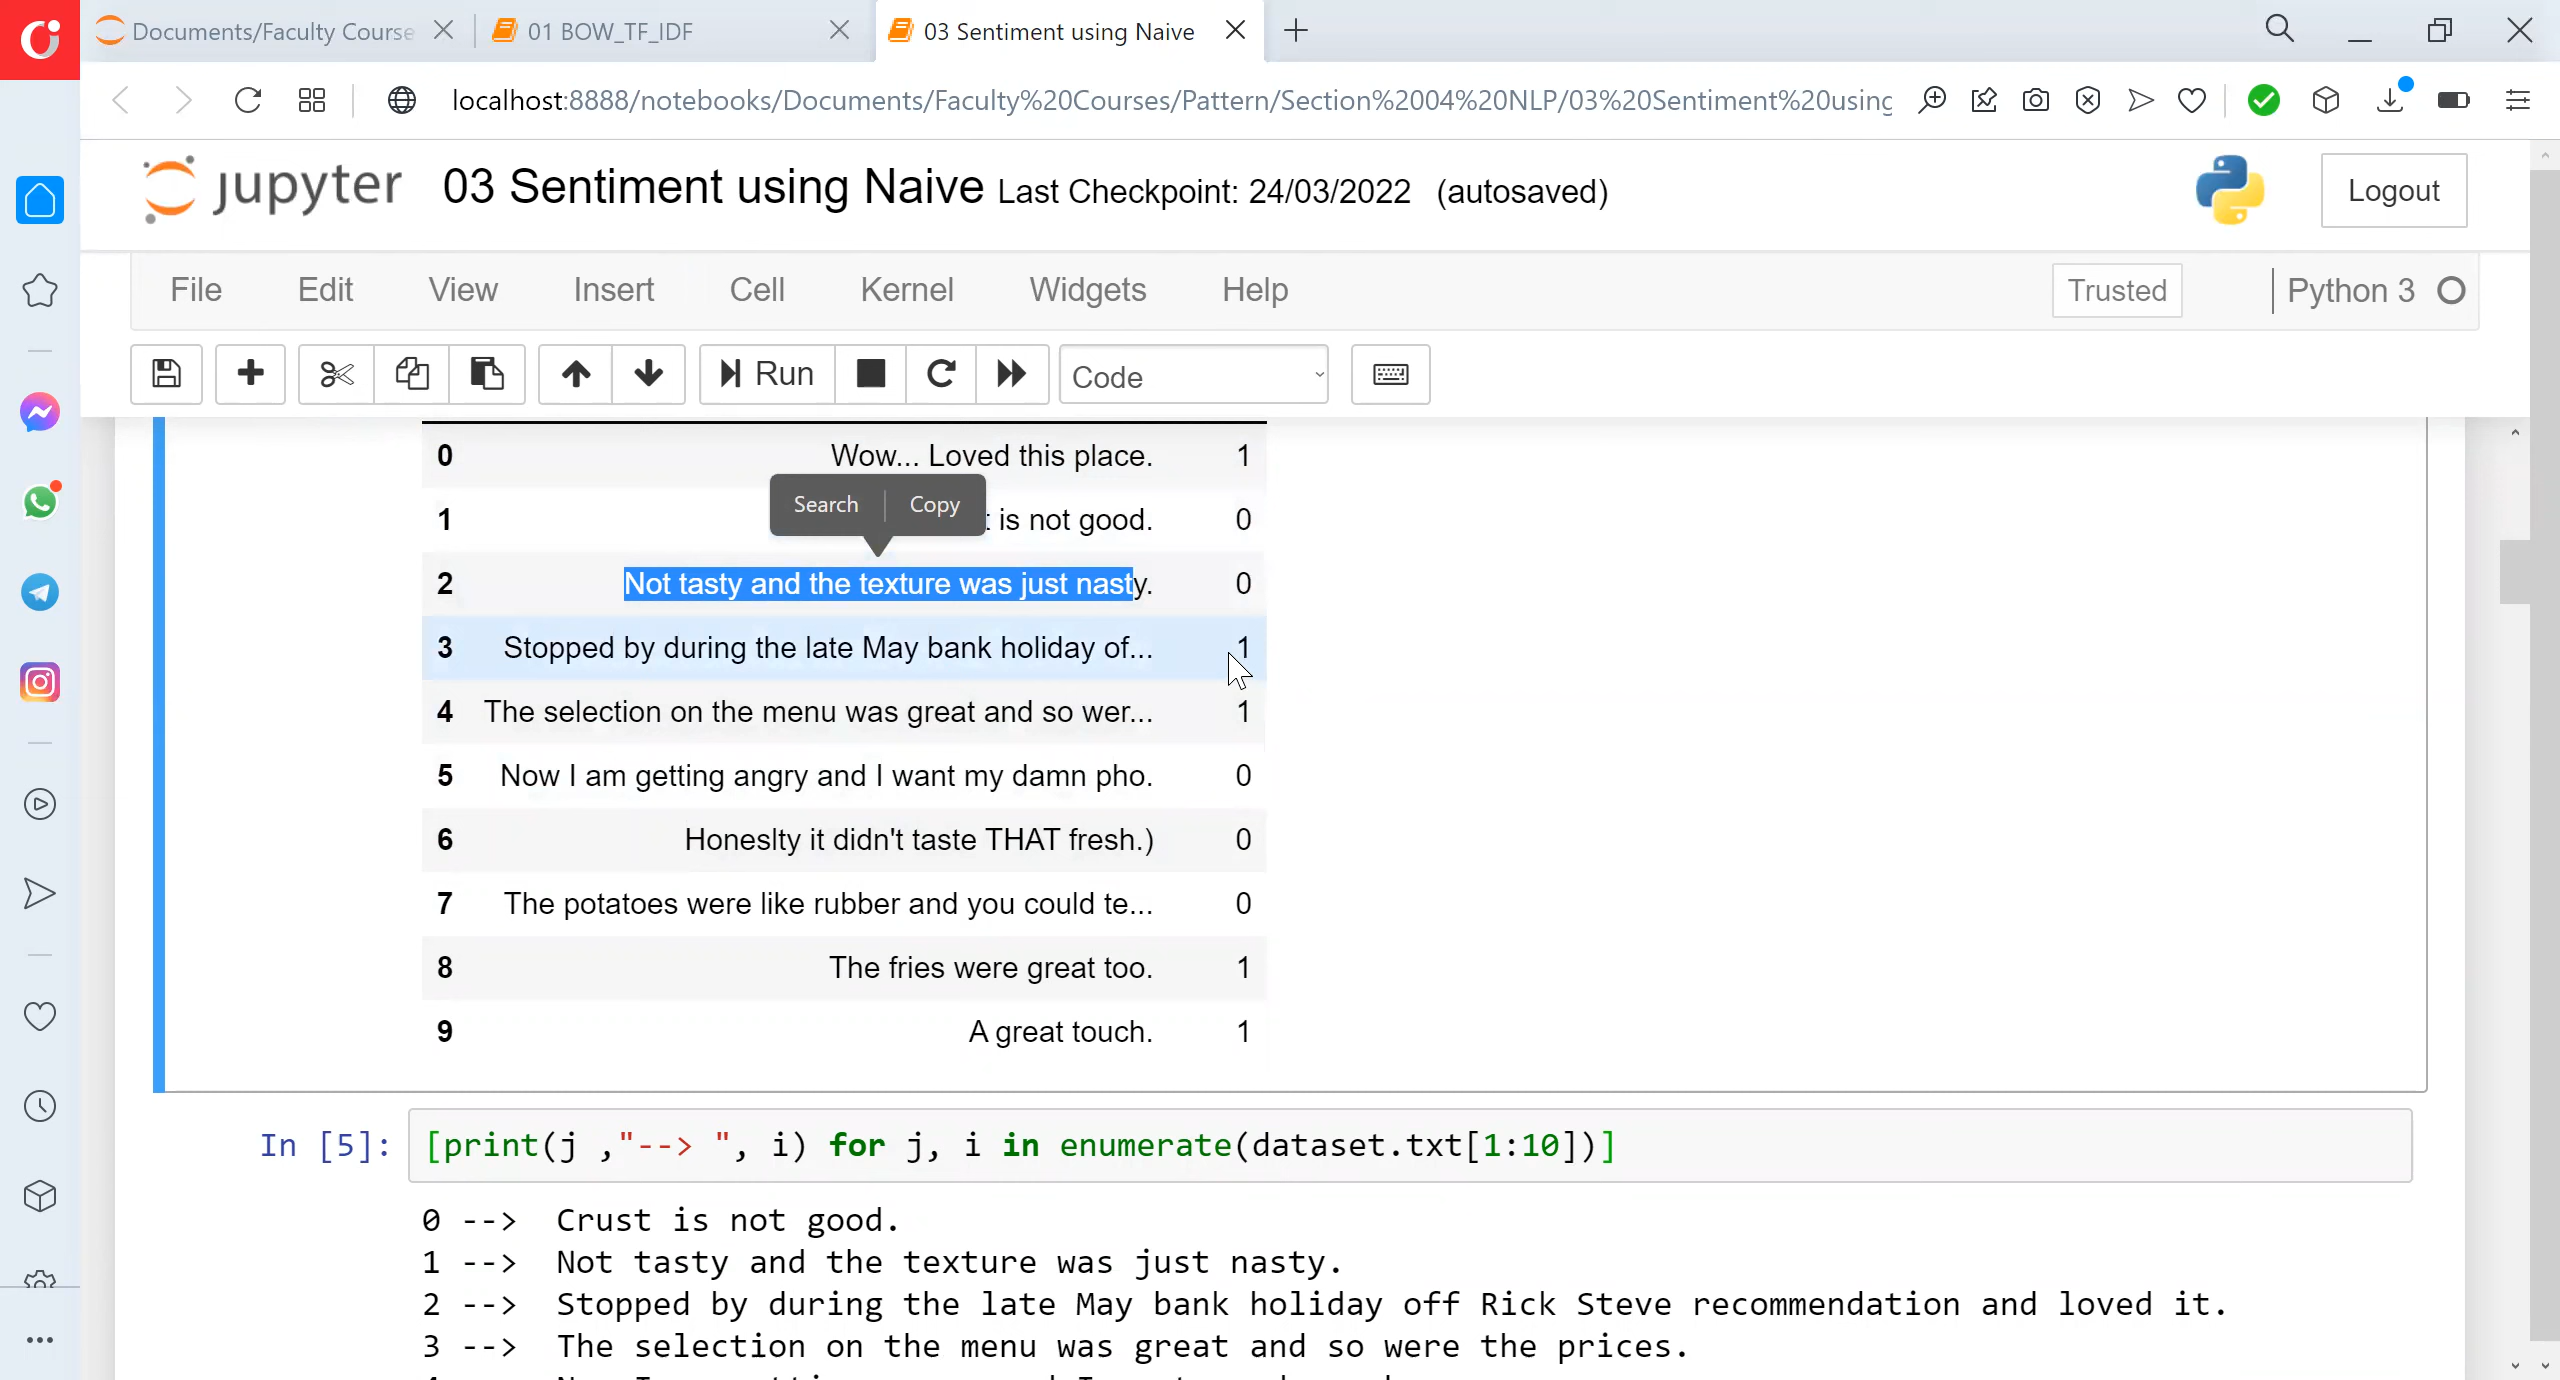 Documents/Faculty Course
01 BOW_TF_IDF
03 Sentiment using Naive
localhost:8888/notebooks/Documents/Faculty%20Courses/Pattern/Section%2004%20NLP/03%20Sentiment%20using
jupyter 03 Sentiment using Naive Last Checkpoint: 24/03/2022 (autosaved)
Logout
File Edit View Insert Cell Kernel Widgets Help Trusted Python 3
Run Code
0 Wow... Loved this place. 1
Search Copy
1 is not good. 0
2 Not tasty and the texture was just nasty. 0
3 Stopped by during the late May bank holiday of... 1
4 The selection on the menu was great and so wer... 1
5 Now I am getting angry and I want my damn pho. 0
6 Honeslty it didn't taste THAT fresh.) 0
7 The potatoes were like rubber and you could te... 0
8 The fries were great too. 1
9 A great touch. 1
In [5]: [print(j ,"--> ", i) for j, i in enumerate(dataset.txt[1:10])]
0 --> Crust is not good.
1 --> Not tasty and the texture was just nasty.
2 --> Stopped by during the late May bank holiday off Rick Steve recommendation and loved it.
3 --> The selection on the menu was great and so were the prices.